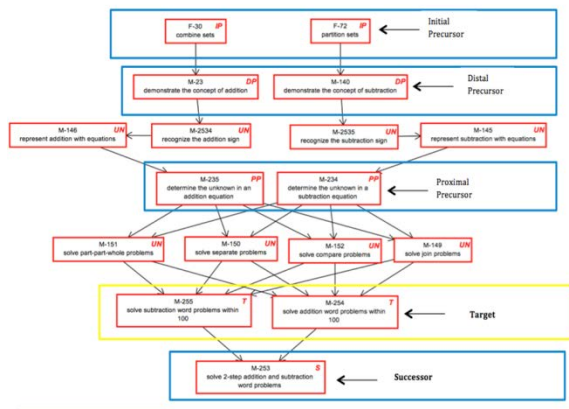 F-30 IP
combine sets
F-72 IP
partition sets
Initial
Precursor
M-23 DP
demonstrate the concept of addition
M-140 DP
demonstrate the concept of subtraction
Distal
Precursor
M-146 UN
represent addition with equations
M-2534 UN
recognize the addition sign
M-2535 UN
recognize the subtraction sign
M-145 UN
represent subtraction with equations
M-235 PP
determine the unknown in an
addition equation
M-234 PP
determine the unknown in a
subtraction equation
Proximal
Precursor
M-151 UN
solve part-part-whole problems
M-150 UN
solve separate problems
M-152 UN
solve compare problems
M-149 UN
solve join problems
M-255 T
solve subtraction word problems within
100
M-254 T
solve addition word problems within
100
Target
M-253 S
solve 2-step addition and subtraction
word problems
Successor